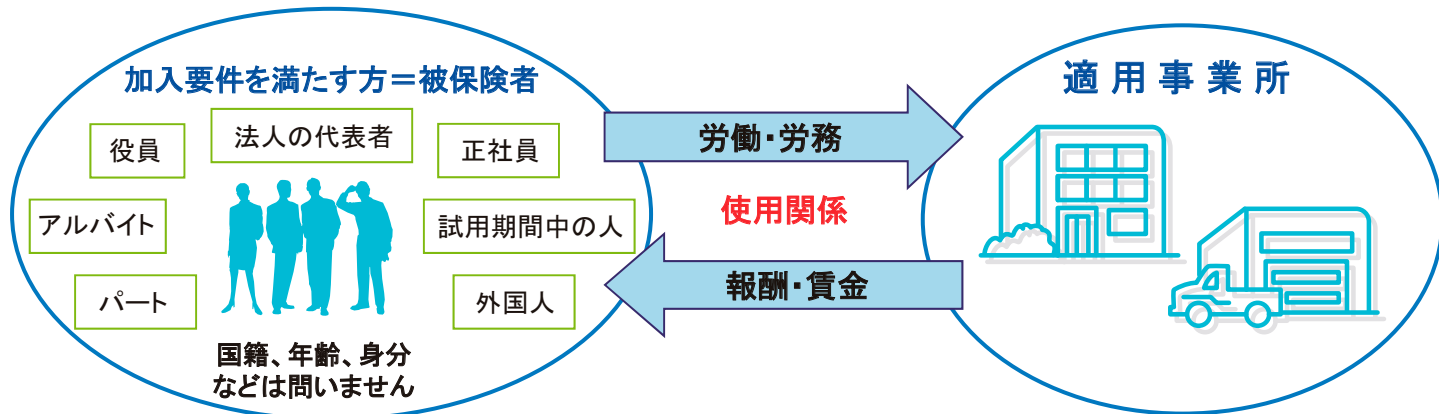 加入要件を満たす方＝被保険者
適用事業所
法人の代表者
役員
正社員
アルバイト
試用期間中の人
パート
外国人
国籍、年齢、身分
などは問いません
労働・労務
使用関係
報酬・賃金